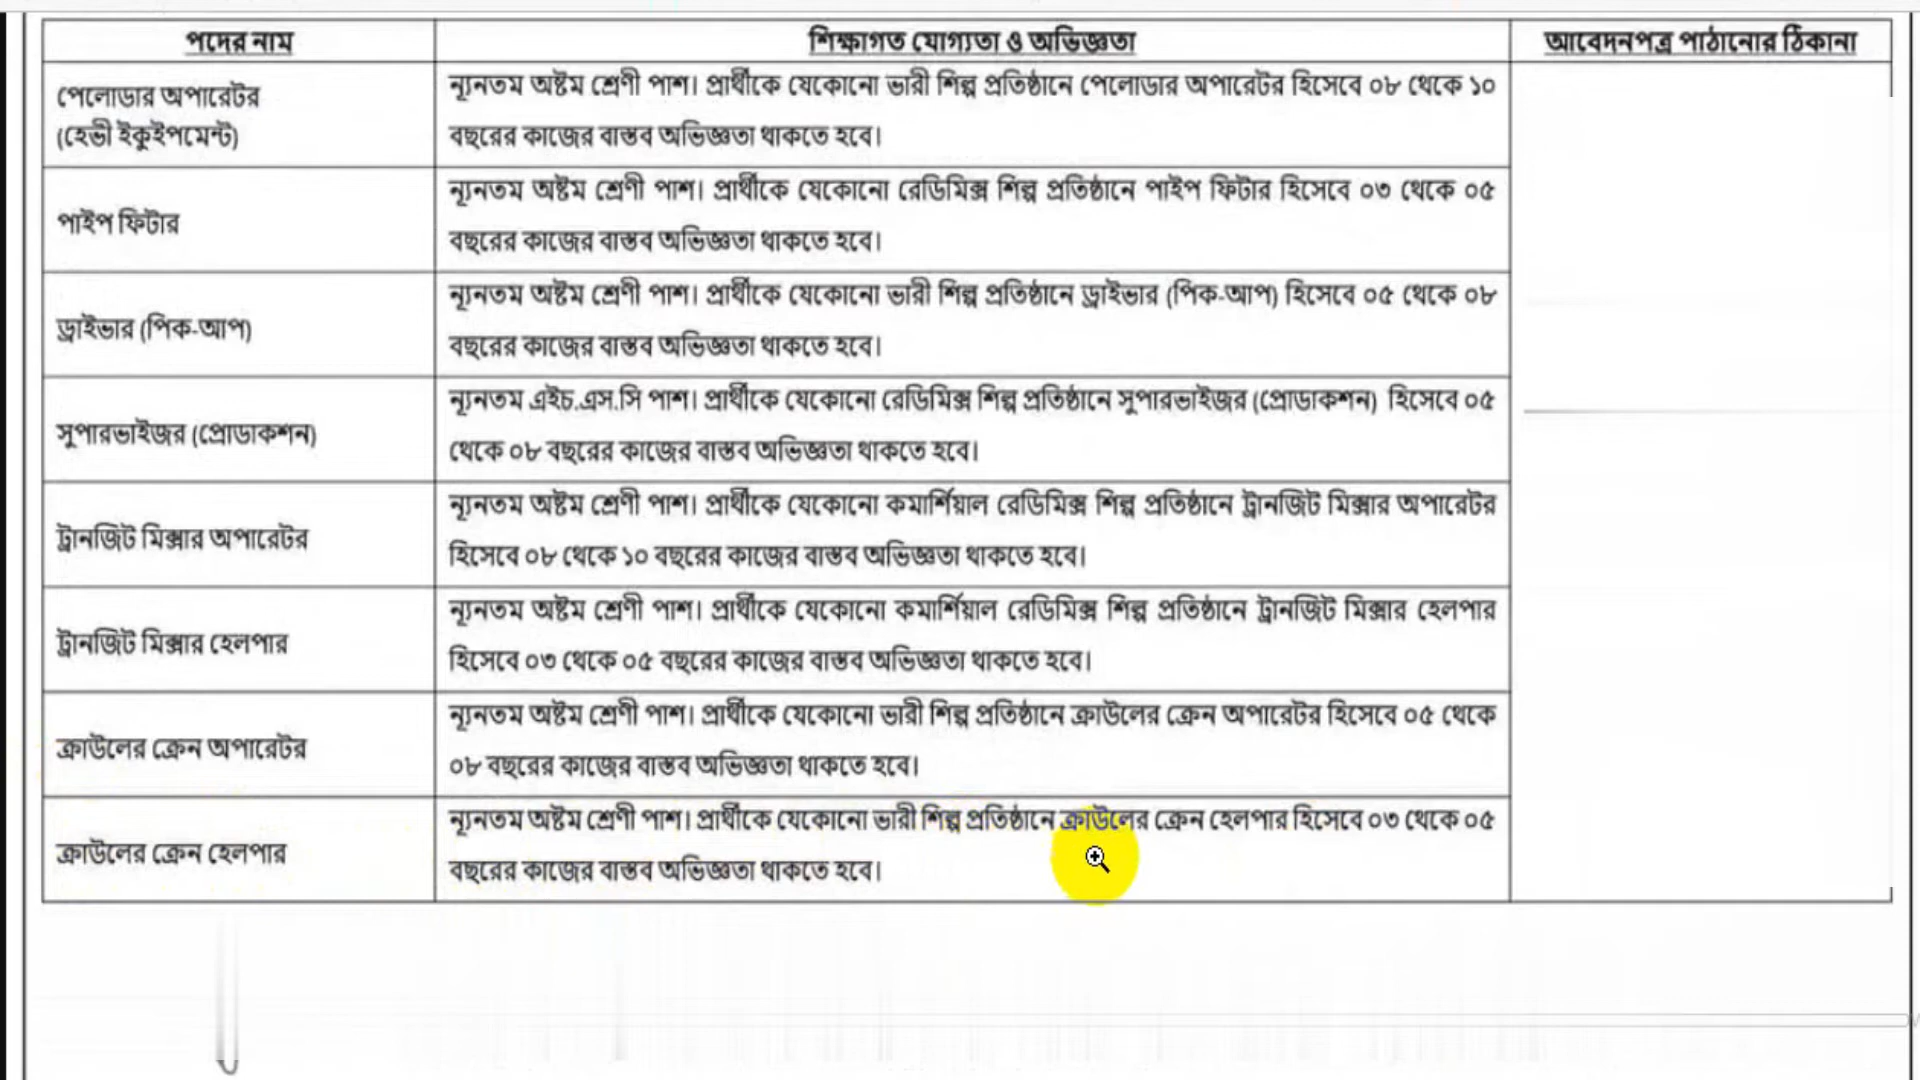 পদের নাম
শিক্ষাগত যোগ্যতা ও অভিজ্ঞতা
আবেদনপত্র পাঠানোর ঠিকানা
পেলোডার অপারেটর
(হেভী ইকুইপমেন্ট)
ন্যূনতম অষ্টম শ্রেণী পাশ। প্রার্থীকে যেকোনো ভারী শিল্প প্রতিষ্ঠানে পেলোডার অপারেটর হিসেবে ০৮ থেকে ১০
বছরের কাজের বাস্তব অভিজ্ঞতা থাকতে হবে।
পাইপ ফিটার
ন্যূনতম অষ্টম শ্রেণী পাশ। প্রার্থীকে যেকোনো রেডিমিক্স শিল্প প্রতিষ্ঠানে পাইপ ফিটার হিসেবে ০৩ থেকে ০৫
বছরের কাজের বাস্তব অভিজ্ঞতা থাকতে হবে।
ড্রাইভার (পিক-আপ)
ন্যূনতম অষ্টম শ্রেণী পাশ। প্রার্থীকে যেকোনো ভারী শিল্প প্রতিষ্ঠানে ড্রাইভার (পিক-আপ) হিসেবে ০৫ থেকে ০৮
বছরের কাজের বাস্তব অভিজ্ঞতা থাকতে হবে।
সুপারভাইজর (প্রোডাকশন)
ন্যূনতম এইচ.এস.সি পাশ। প্রার্থীকে যেকোনো রেডিমিক্স শিল্প প্রতিষ্ঠানে সুপারভাইজর (প্রোডাকশন) হিসেবে ০৫
থেকে ০৮ বছরের কাজের বাস্তব অভিজ্ঞতা থাকতে হবে।
ট্রানজিট মিক্সার অপারেটর
ন্যূনতম অষ্টম শ্রেণী পাশ। প্রার্থীকে যেকোনো কমার্শিয়াল রেডিমিক্স শিল্প প্রতিষ্ঠানে ট্রানজিট মিক্সার অপারেটর
হিসেবে ০৮ থেকে ১০ বছরের কাজের বাস্তব অভিজ্ঞতা থাকতে হবে।
ট্রানজিট মিক্সার হেলপার
ন্যূনতম অষ্টম শ্রেণী পাশ। প্রার্থীকে যেকোনো কমার্শিয়াল রেডিমিক্স শিল্প প্রতিষ্ঠানে ট্রানজিট মিক্সার হেলপার
হিসেবে ০৩ থেকে ০৫ বছরের কাজের বাস্তব অভিজ্ঞতা থাকতে হবে।
ক্রাউলের ক্রেন অপারেটর
ন্যূনতম অষ্টম শ্রেণী পাশ। প্রার্থীকে যেকোনো ভারী শিল্প প্রতিষ্ঠানে ক্রাউলের ক্রেন অপারেটর হিসেবে ০৫ থেকে
০৮ বছরের কাজের বাস্তব অভিজ্ঞতা থাকতে হবে।
ক্রাউলের ক্রেন হেলপার
ন্যূনতম অষ্টম শ্রেণী পাশ। প্রার্থীকে যেকোনো ভারী শিল্প প্রতিষ্ঠানে ক্রাউলের ক্রেন হেলপার হিসেবে ০৩ থেকে ০৫
বছরের কাজের বাস্তব অভিজ্ঞতা থাকতে হবে।